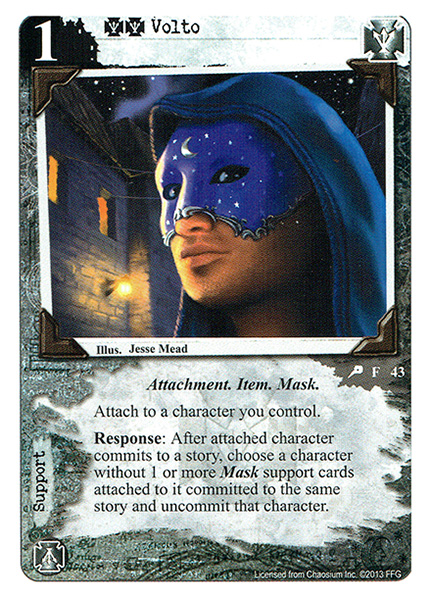 1
Volto
Illus. Jesse Mead
F 43
Attachment. Item. Mask.
Attach to a character you control.
Response: After attached character
commits to a story, choose a character
without 1 or more Mask support cards
attached to it committed to the same
story and uncommit that character.
Support
Licensed from Chaosium Inc. ©2013 FFG